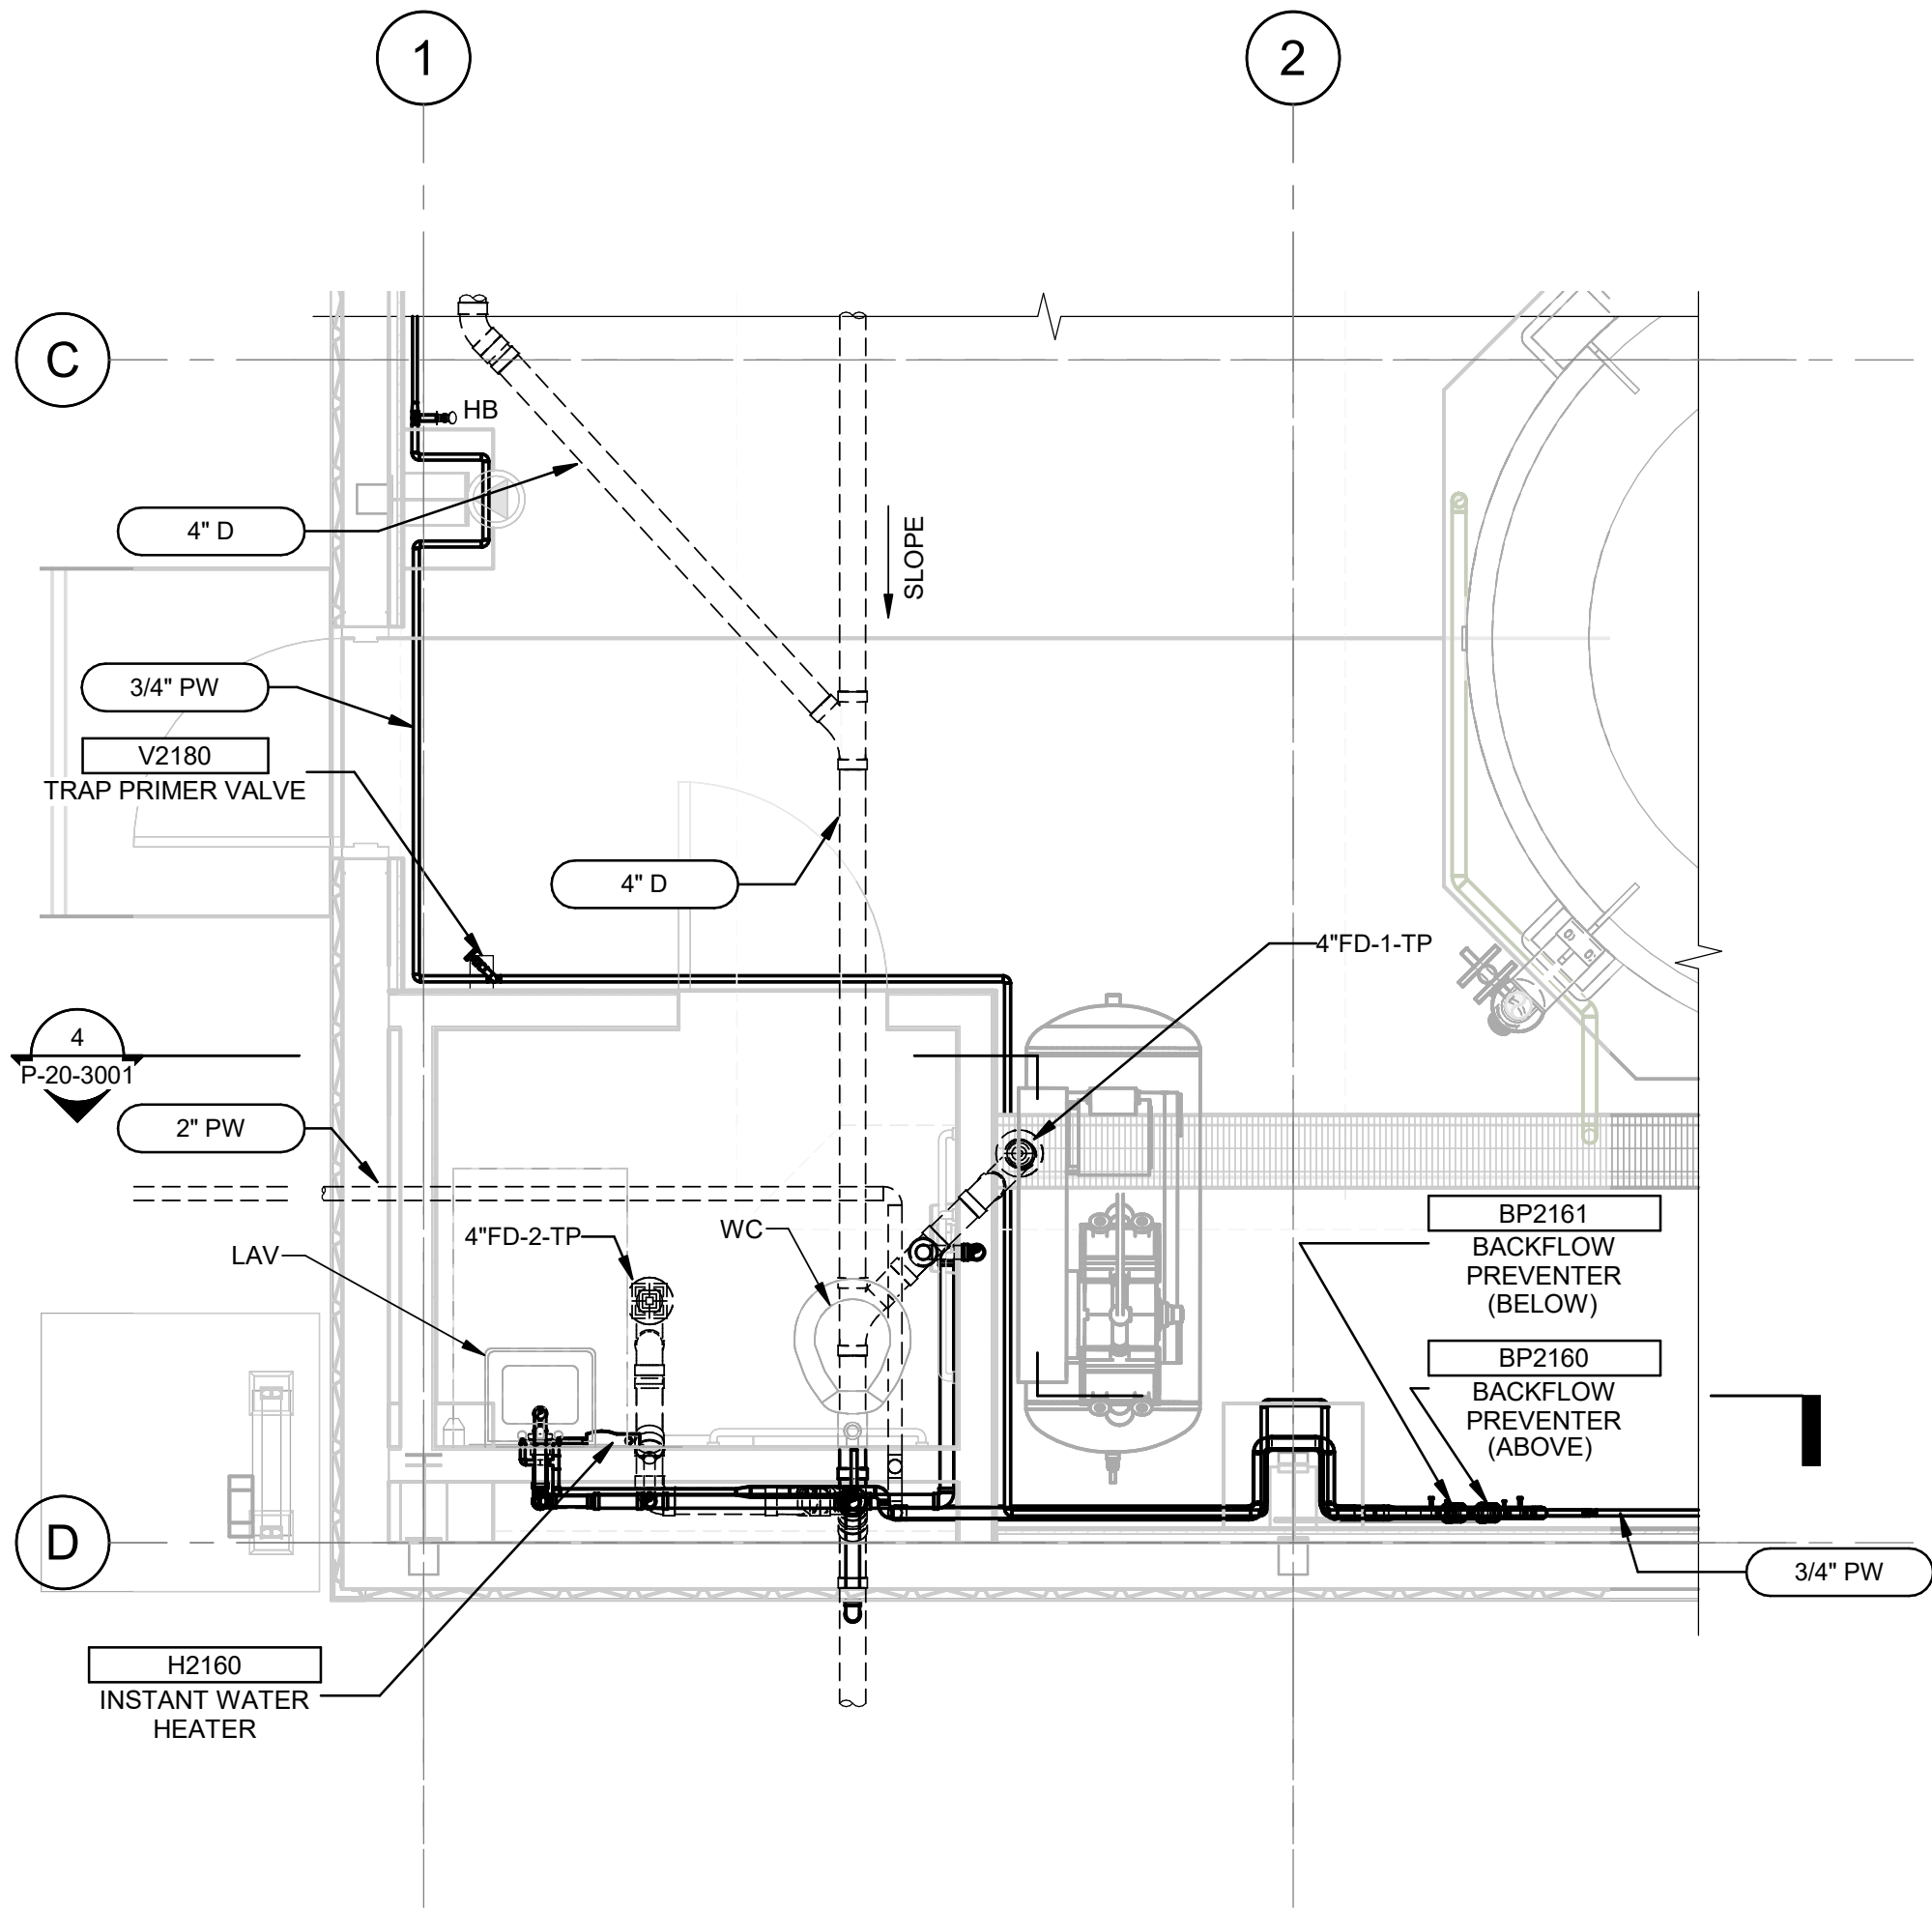 1
2
C
HB
4" D
SLOPE
3/4" PW
V2180
TRAP PRIMER VALVE
4" D
4"FD-1-TP
4
P-20-3001
2" PW
4"FD-2-TP
WC
LAV
BP2161
BACKFLOW
PREVENTER
(BELOW)
BP2160
BACKFLOW
PREVENTER
(ABOVE)
D
3/4" PW
H2160
INSTANT WATER
HEATER